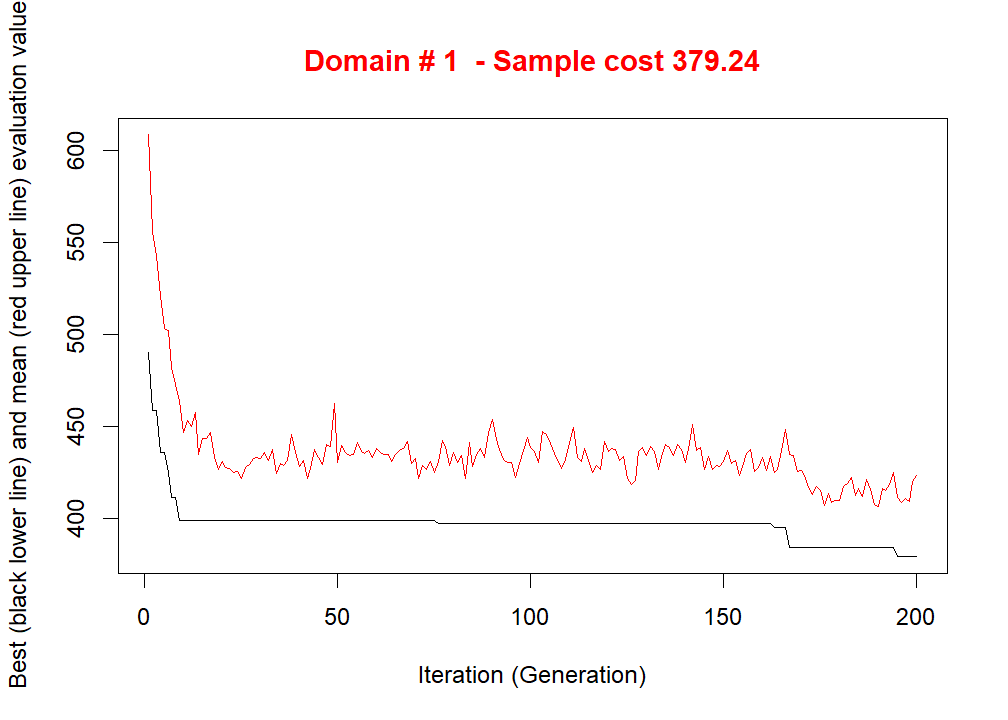 Domain # 1  - Sample cost 379.24
Best (black lower line) and mean (red upper line) evaluation value
600
550
500
450
400
0 50 100 150 200
Iteration (Generation)